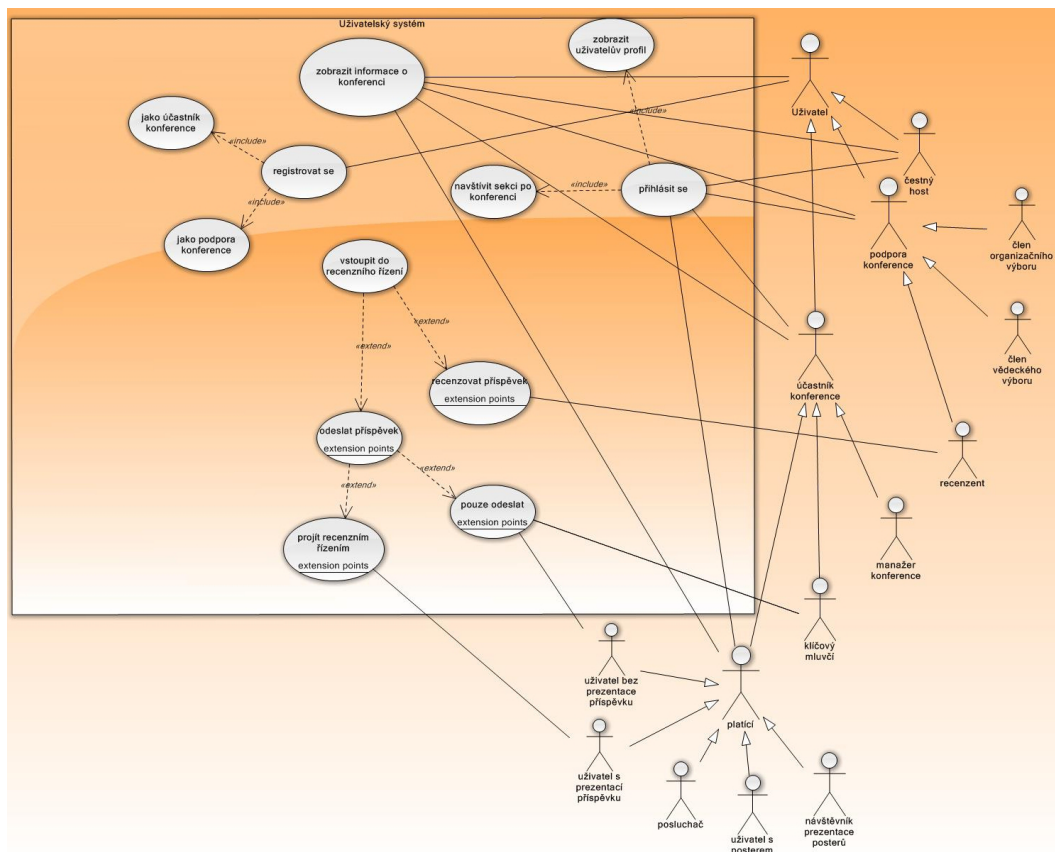 Uživatelský systém
zobrazit
uživatelův profil
zobrazit informace o
konferenci
Uživatel
«include»
jako účastník
konference
«include»
registrovat se
navštívit sekci po
konferenci
«include»
přihlásit se
čestný
host
«include»
jako podpora
konference
vstoupit do
recenzního řízení
podpora
konference
člen
organizačního
výboru
«extend»
«extend»
člen
vědeckého
výboru
recenzovat příspěvek
extension points
účastník
konference
odeslat příspěvek
extension points
«extend»
«extend»
recenzent
pouze odeslat
extension points
projít recenzním
řízením
extension points
manažer
konference
klíčový
mluvčí
uživatel bez
prezentace
příspěvku
platící
uživatel s
prezentací
příspěvku
posluchač
uživatel s
posterem
návštěvník
prezentace
posterů